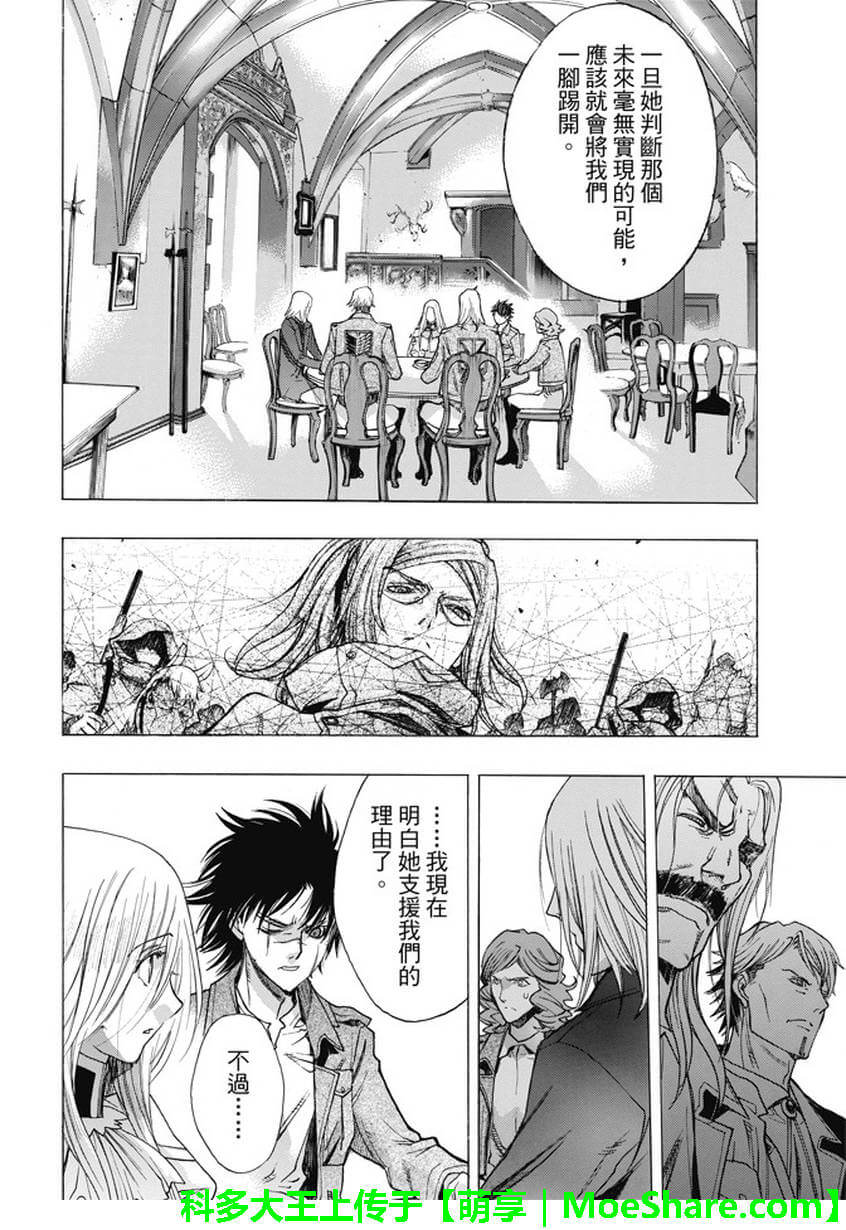 一旦她判斷那個
未來毫無實現的可能，
應該就會將我們
一腳踢開。
……我現在
明白她支援我們的
理由了。
不過……
科多大王上传于【萌享｜MoeShare.com】